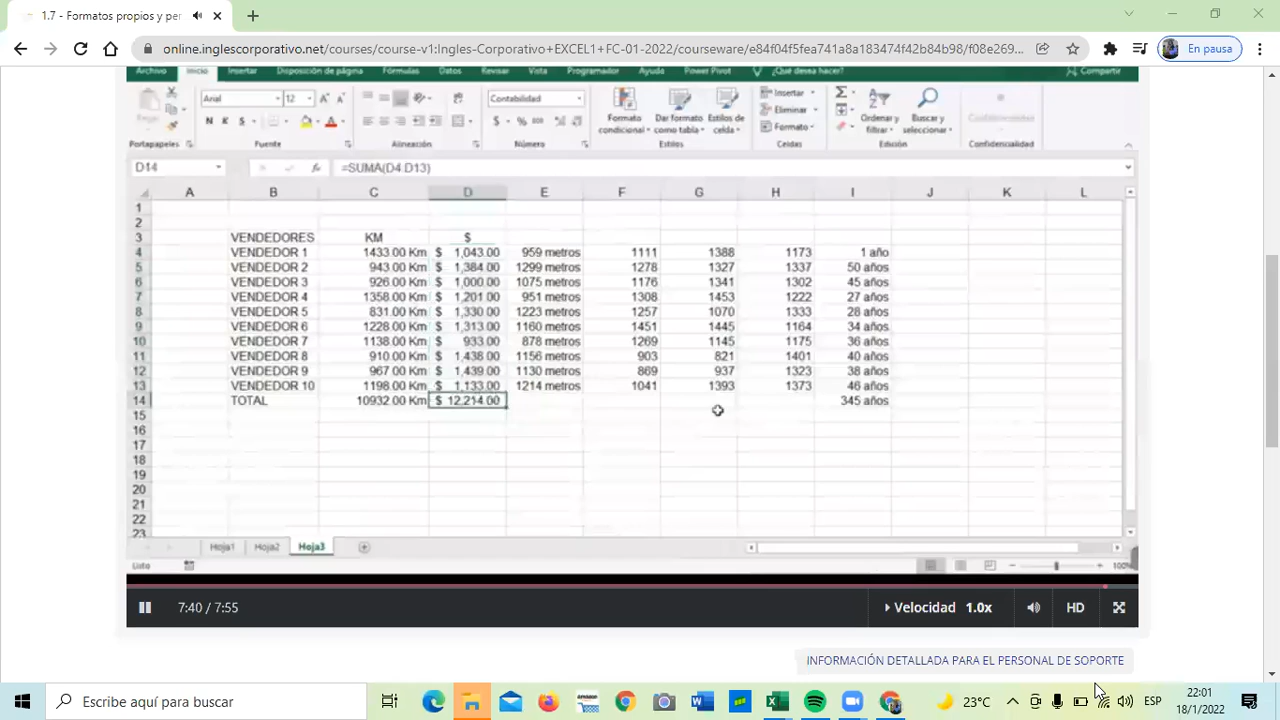 1.7 - Formatos propios y per
online.inglescorporativo.net/courses/course-v1:Ingles-Corporativo+EXCEL1+FC-01-2022/courseware/
En pausa
Archivo Inicio Insertar Disposición de página Fórmulas Datos Revisar Vista Programador Ayuda Power Pivot ¿Qué desea hacer? Compartir
Pegar
Arial 12
N K S
Contabilidad
$ % 000
Formato condicional
Dar formato como tabla
Estilos de celda
Insertar
Eliminar
Formato
Ordenar y filtrar
Buscar y seleccionar
Confidencialidad
Portapapeles Fuente Alineación Número Estilos Celdas Edición Confidencialidad
D14 fx =SUMA(D4:D13)
A B C D E F G H I J K L
1
2
3 VENDEDORES KM $
4 VENDEDOR 1 1433.00 Km $ 1,043.00 959 metros 1111 1388 1173 1 año
5 VENDEDOR 2 943.00 Km $ 1,384.00 1299 metros 1278 1327 1337 50 años
6 VENDEDOR 3 926.00 Km $ 1,000.00 1075 metros 1176 1341 1302 45 años
7 VENDEDOR 4 1358.00 Km $ 1,201.00 951 metros 1308 1453 1222 27 años
8 VENDEDOR 5 831.00 Km $ 1,330.00 1223 metros 1257 1070 1333 28 años
9 VENDEDOR 6 1228.00 Km $ 1,313.00 1160 metros 1451 1445 1164 34 años
10 VENDEDOR 7 1138.00 Km $ 933.00 878 metros 1269 1145 1175 36 años
11 VENDEDOR 8 910.00 Km $ 1,438.00 1156 metros 903 821 1401 40 años
12 VENDEDOR 9 967.00 Km $ 1,439.00 1130 metros 869 937 1323 38 años
13 VENDEDOR 10 1198.00 Km $ 1,133.00 1214 metros 1041 1393 1373 46 años
14 TOTAL 10932.00 Km $ 12,214.00 345 años
15
16
17
18
19
20
21
22
23
Hoja1 Hoja2 Hoja3
Listo 100%
7:40 / 7:55 Velocidad 1.0x HD
INFORMACIÓN DETALLADA PARA EL PERSONAL DE SOPORTE
Escribe aquí para buscar
amazon
23°C
ESP
22:01
18/1/2022